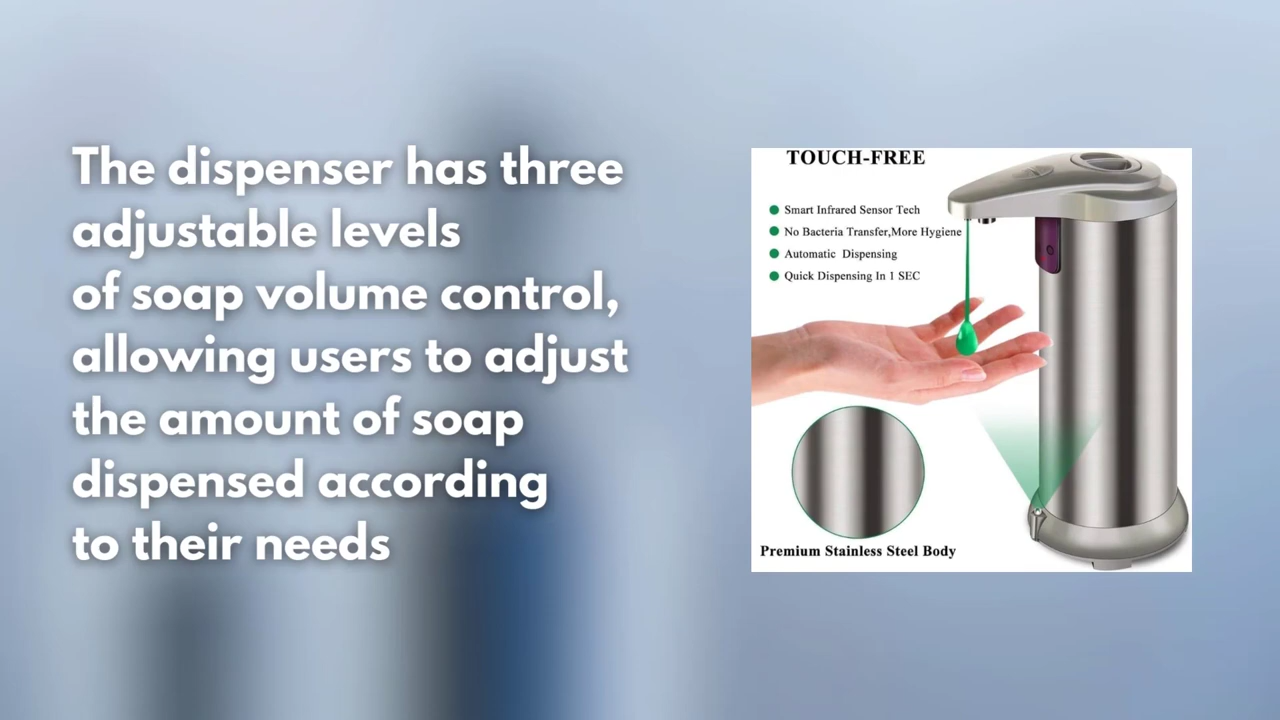 The dispenser has three
adjustable levels
of soap volume control,
allowing users to adjust
the amount of soap
dispensed according
to their needs
TOUCH-FREE
Smart Infrared Sensor Tech
No Bacteria Transfer,More Hygiene
Automatic Dispensing
Quick Dispensing In 1 SEC
Premium Stainless Steel Body